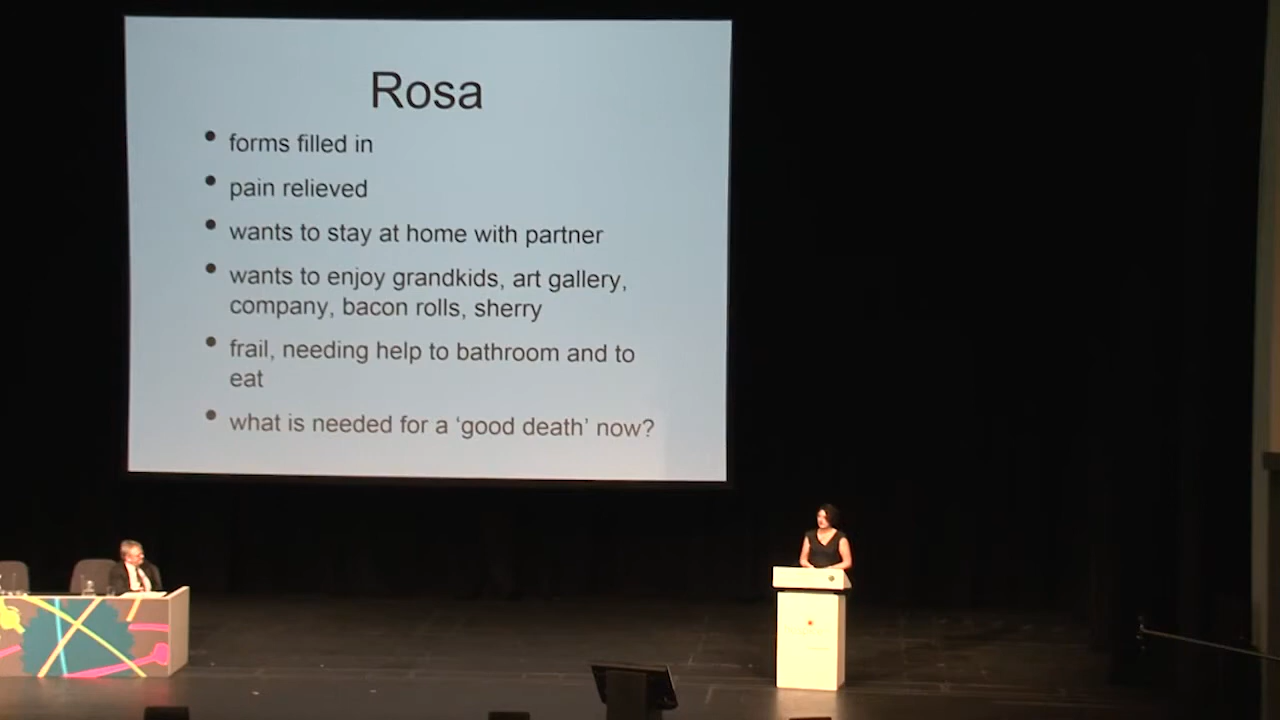 Rosa
forms filled in
pain relieved
wants to stay at home with partner
wants to enjoy grandkids, art gallery,
company, bacon rolls, sherry
frail, needing help to bathroom and to
eat
what is needed for a ‘good death’ now?